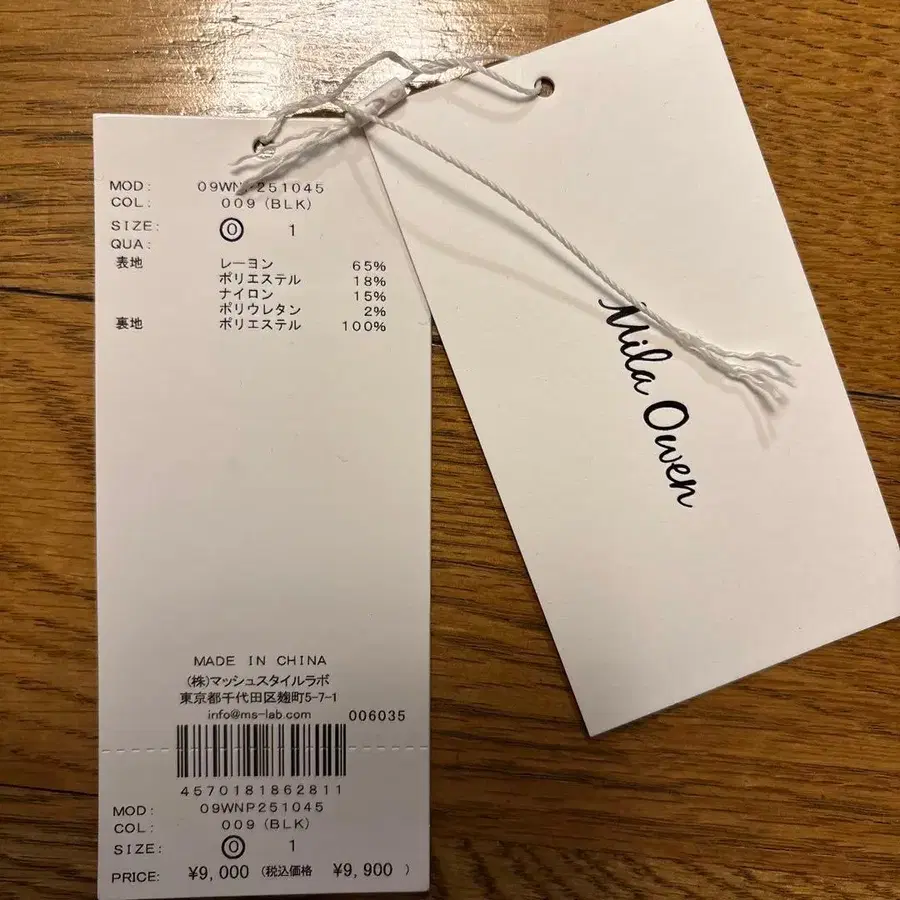 MOD: 09WNP251045
COL: 009 (BLK)
SIZE: 0 1
QUA:
表地 レーヨン 65%
ポリエステル 18%
ナイロン 15%
ポリウレタン 2%
裏地 ポリエステル 100%
MADE IN CHINA
(株)マッシュスタイルラボ
東京都千代田区麹町5-7-1
info@ms-lab.com 006035
4570181862811
MOD: 09WNP251045
COL: 009 (BLK)
SIZE: 0 1
PRICE: ¥9,000 (税込価格 ¥9,900 )
Mila Owen